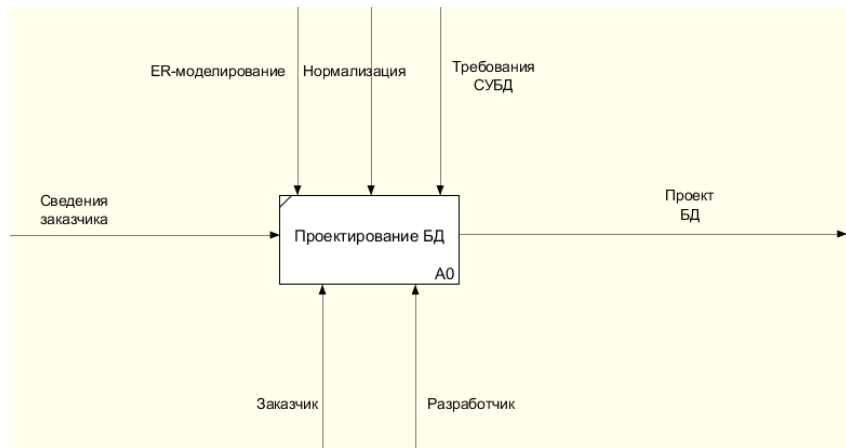 ER-моделирование
Нормализация
Требования
СУБД
Сведения
заказчика
Проект
БД
Проектирование БД
A0
Заказчик
Разработчик